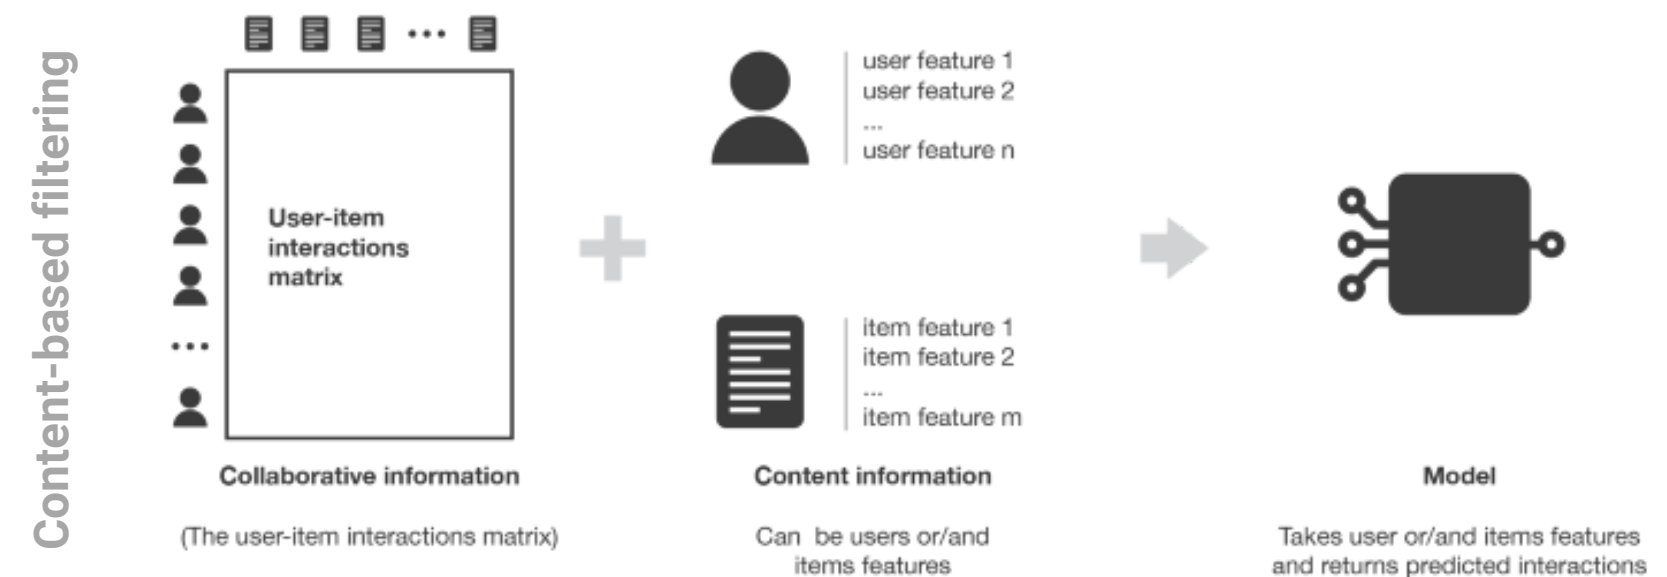 Content-based filtering
User-item
interactions
matrix
Collaborative information
(The user-item interactions matrix)
user feature 1
user feature 2
...
user feature n
item feature 1
item feature 2
...
item feature m
Content information
Can be users or/and
items features
Model
Takes user or/and items features
and returns predicted interactions